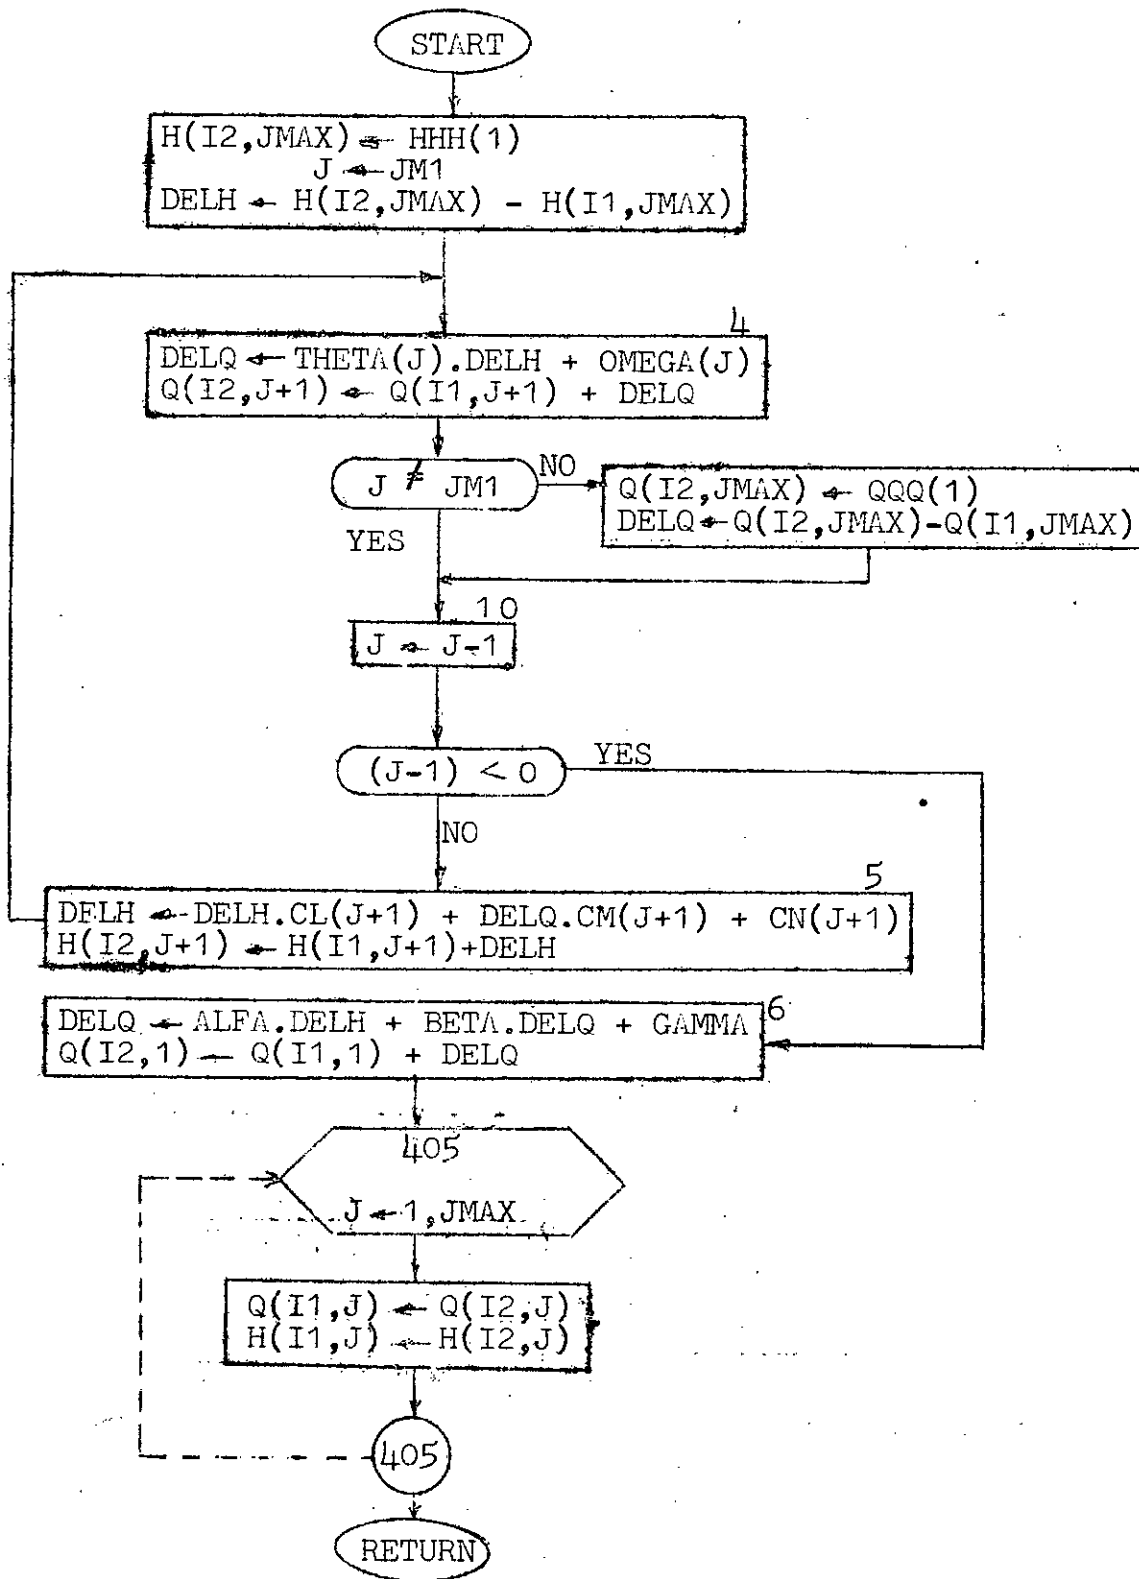 START
H(I2,JMAX) ← HHH(1)
J ← JM1
DELH ← H(I2,JMAX) - H(I1,JMAX)
4
DELQ ← THETA(J).DELH + OMEGA(J)
Q(I2,J+1) ← Q(I1,J+1) + DELQ
J ≠ JM1
NO
Q(I2,JMAX) ← QQQ(1)
DELQ ← Q(I2,JMAX)-Q(I1,JMAX)
YES
10
J ← J-1
(J-1) < 0
YES
NO
5
DELH ← DELH.CL(J+1) + DELQ.CM(J+1) + CN(J+1)
H(I2,J+1) ← H(I1,J+1)+DELH
6
DELQ ← ALFA.DELH + BETA.DELQ + GAMMA
Q(I2,1) — Q(I1,1) + DELQ
405
J ← 1,JMAX
Q(I1,J) ← Q(I2,J)
H(I1,J) ← H(I2,J)
405
RETURN